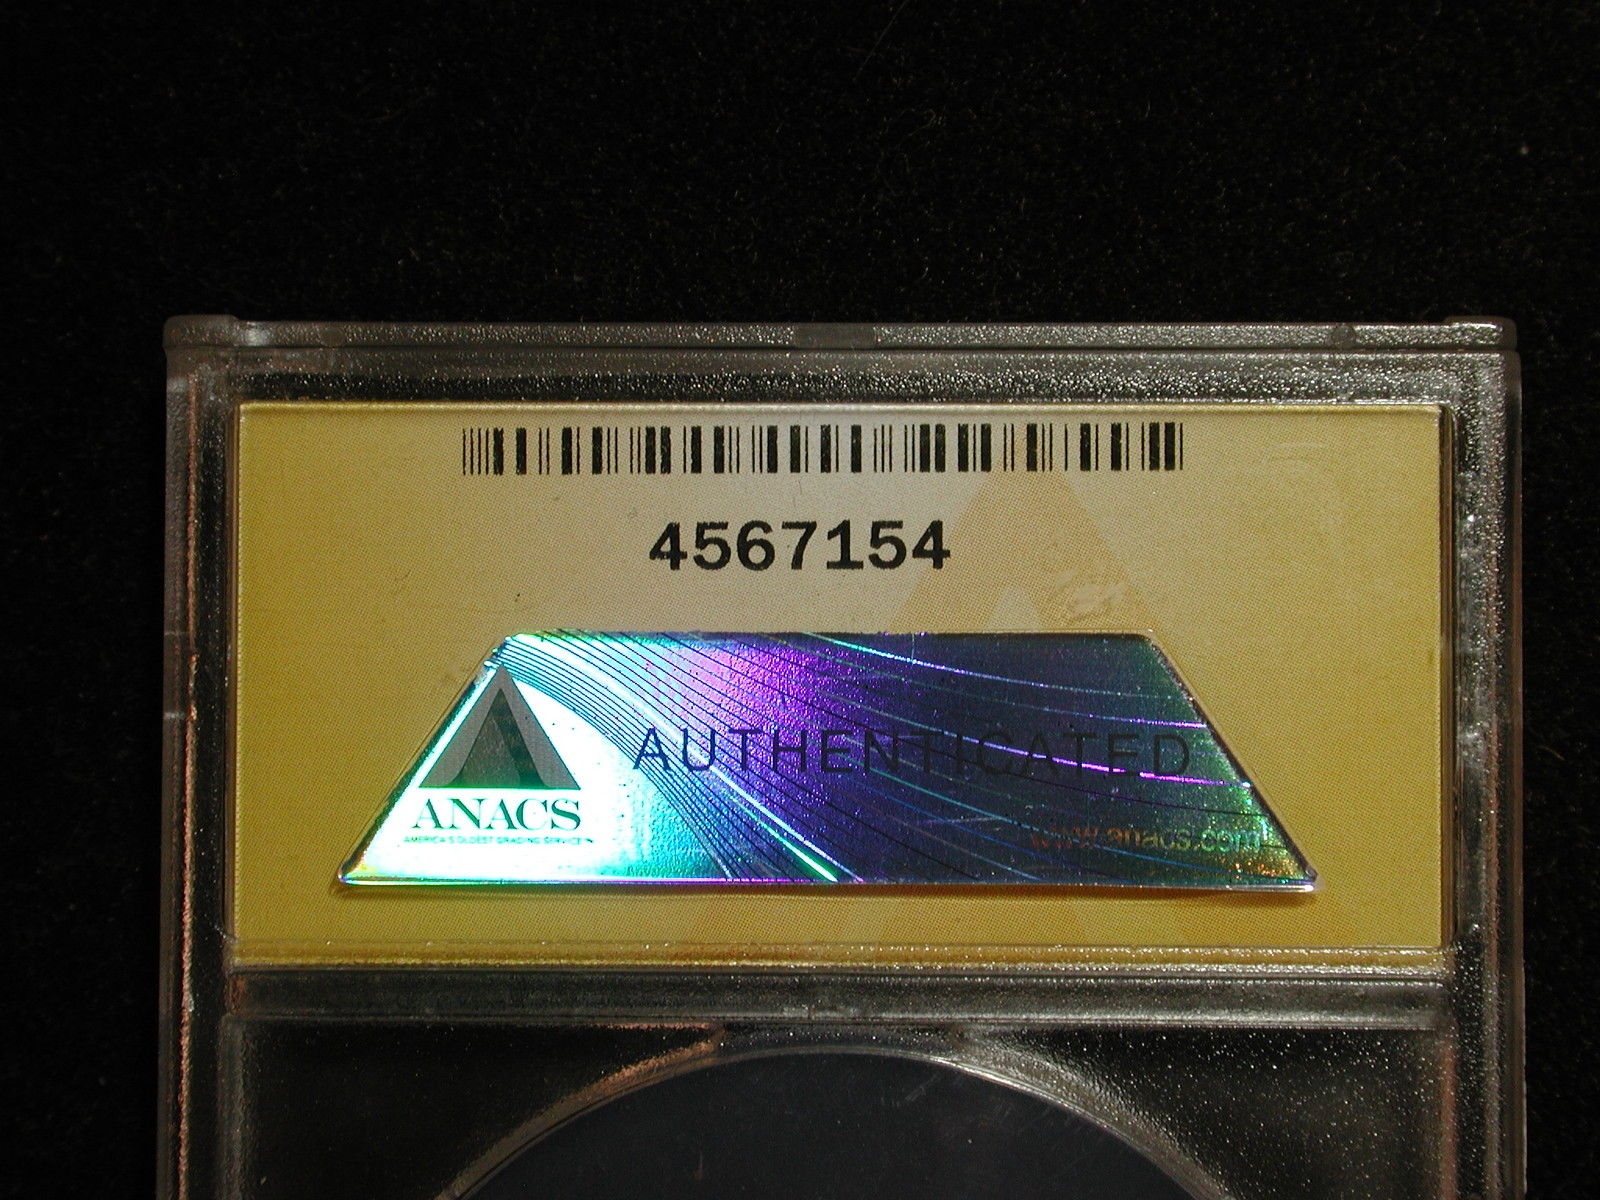 4567154
AUTHENTICATED
ANACS
AMERICA'S OLDEST GRADING SERVICE
www.anacs.com